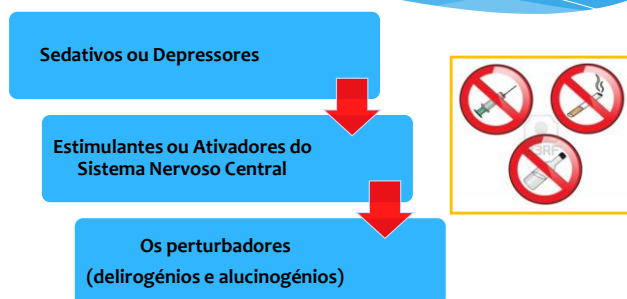 Sedativos ou Depressores
Estimulantes ou Ativadores do
Sistema Nervoso Central
Os perturbadores
(delirogénios e alucinogénios)